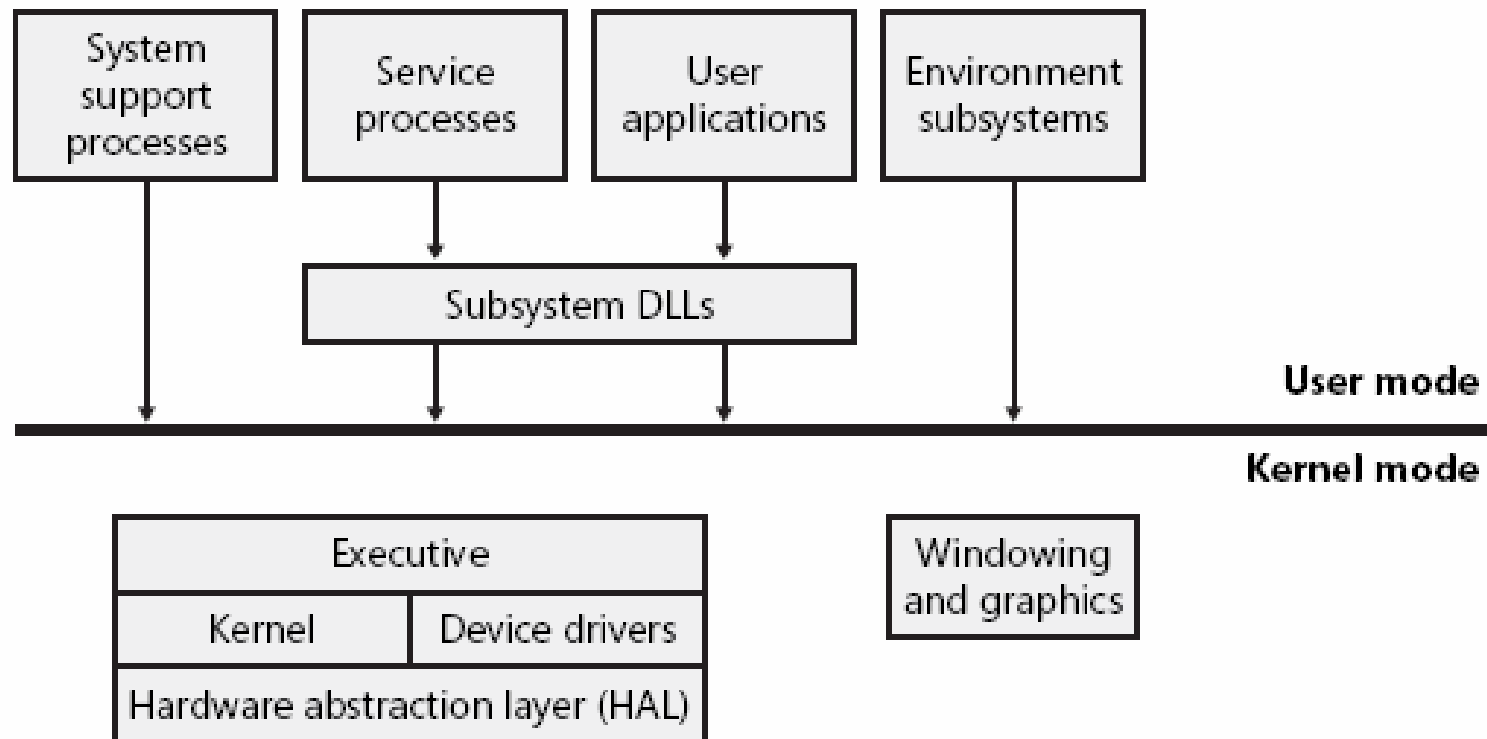 System
support
processes
Service
processes
User
applications
Environment
subsystems
Subsystem DLLs
User mode
Kernel mode
Executive
Kernel
Device drivers
Hardware abstraction layer (HAL)
Windowing
and graphics